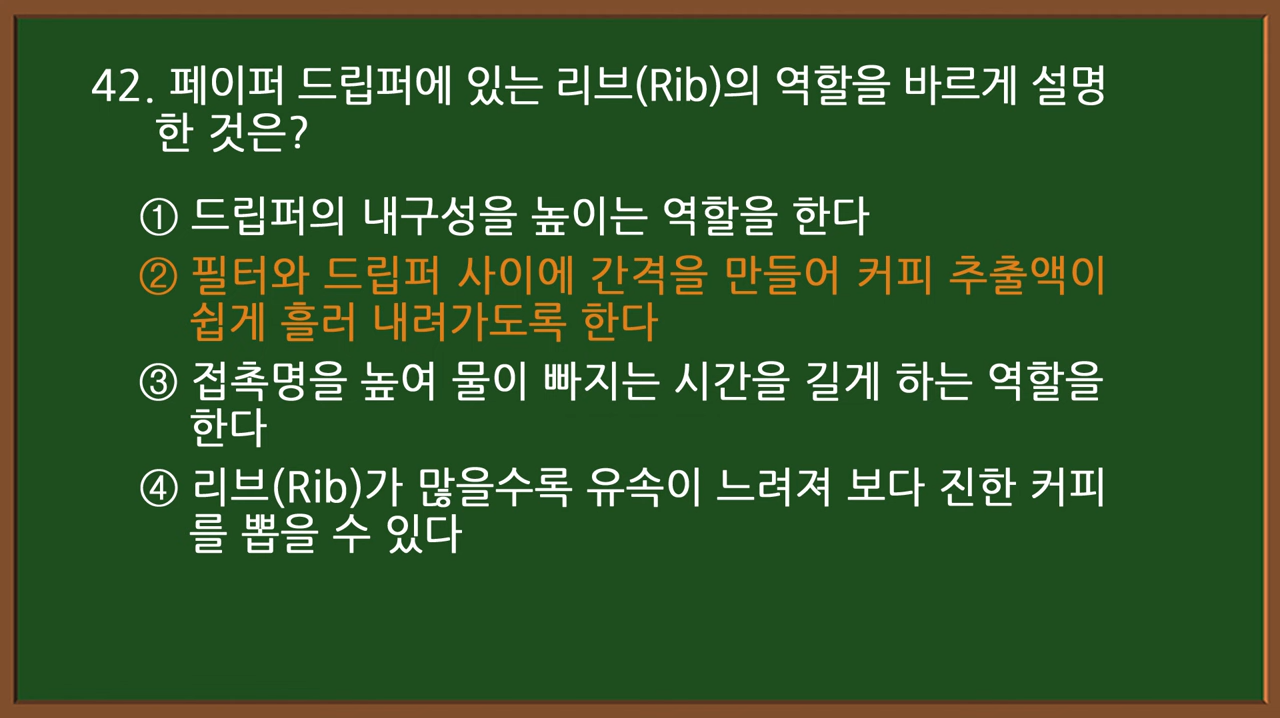 42. 페이퍼 드립퍼에 있는 리브(Rib)의 역할을 바르게 설명
한 것은?
① 드립퍼의 내구성을 높이는 역할을 한다
② 필터와 드립퍼 사이에 간격을 만들어 커피 추출액이
쉽게 흘러 내려가도록 한다
③ 접촉명을 높여 물이 빠지는 시간을 길게 하는 역할을
한다
④ 리브(Rib)가 많을수록 유속이 느려져 보다 진한 커피
를 뽑을 수 있다